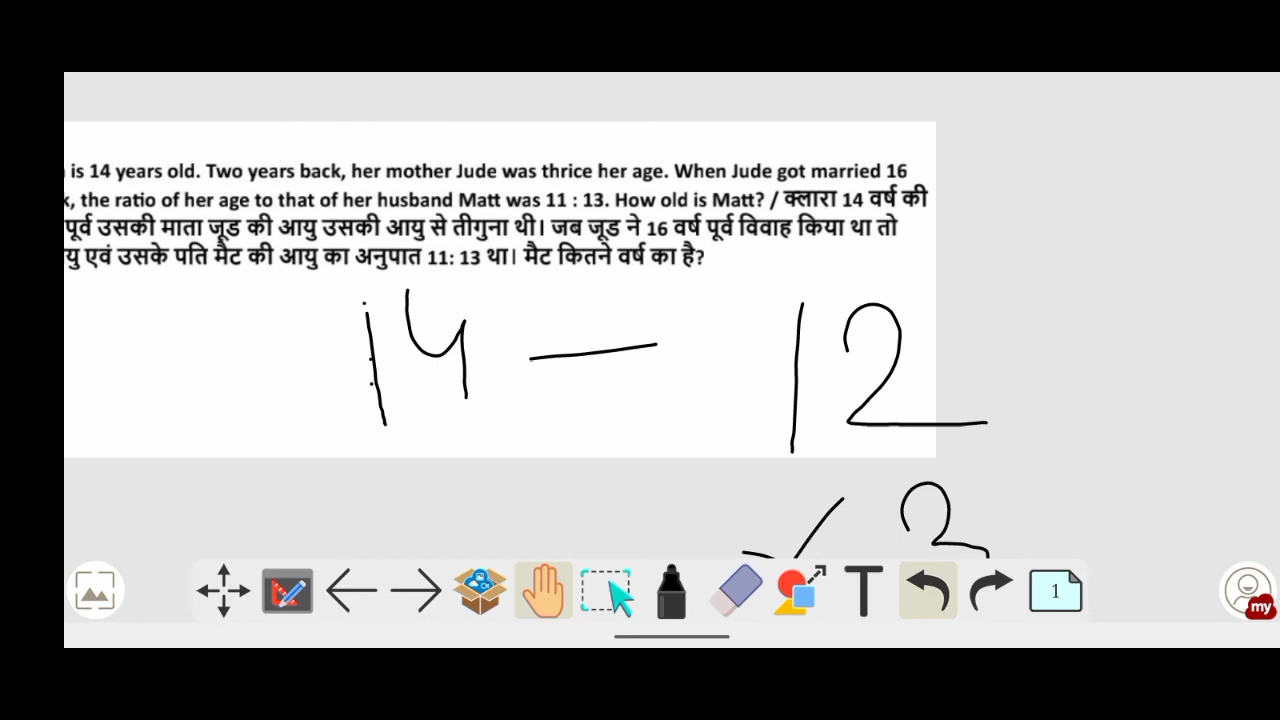 is 14 years old. Two years back, her mother Jude was thrice her age. When Jude got married 16
, the ratio of her age to that of her husband Matt was 11 : 13. How old is Matt? / क्लारा 14 वर्ष की
पूर्व उसकी माता जूड की आयु उसकी आयु से तीगुना थी। जब जूड ने 16 वर्ष पूर्व विवाह किया था तो
यु एवं उसके पति मैट की आयु का अनुपात 11: 13 था। मैट कितने वर्ष का है?
14 — 12
T
1
my